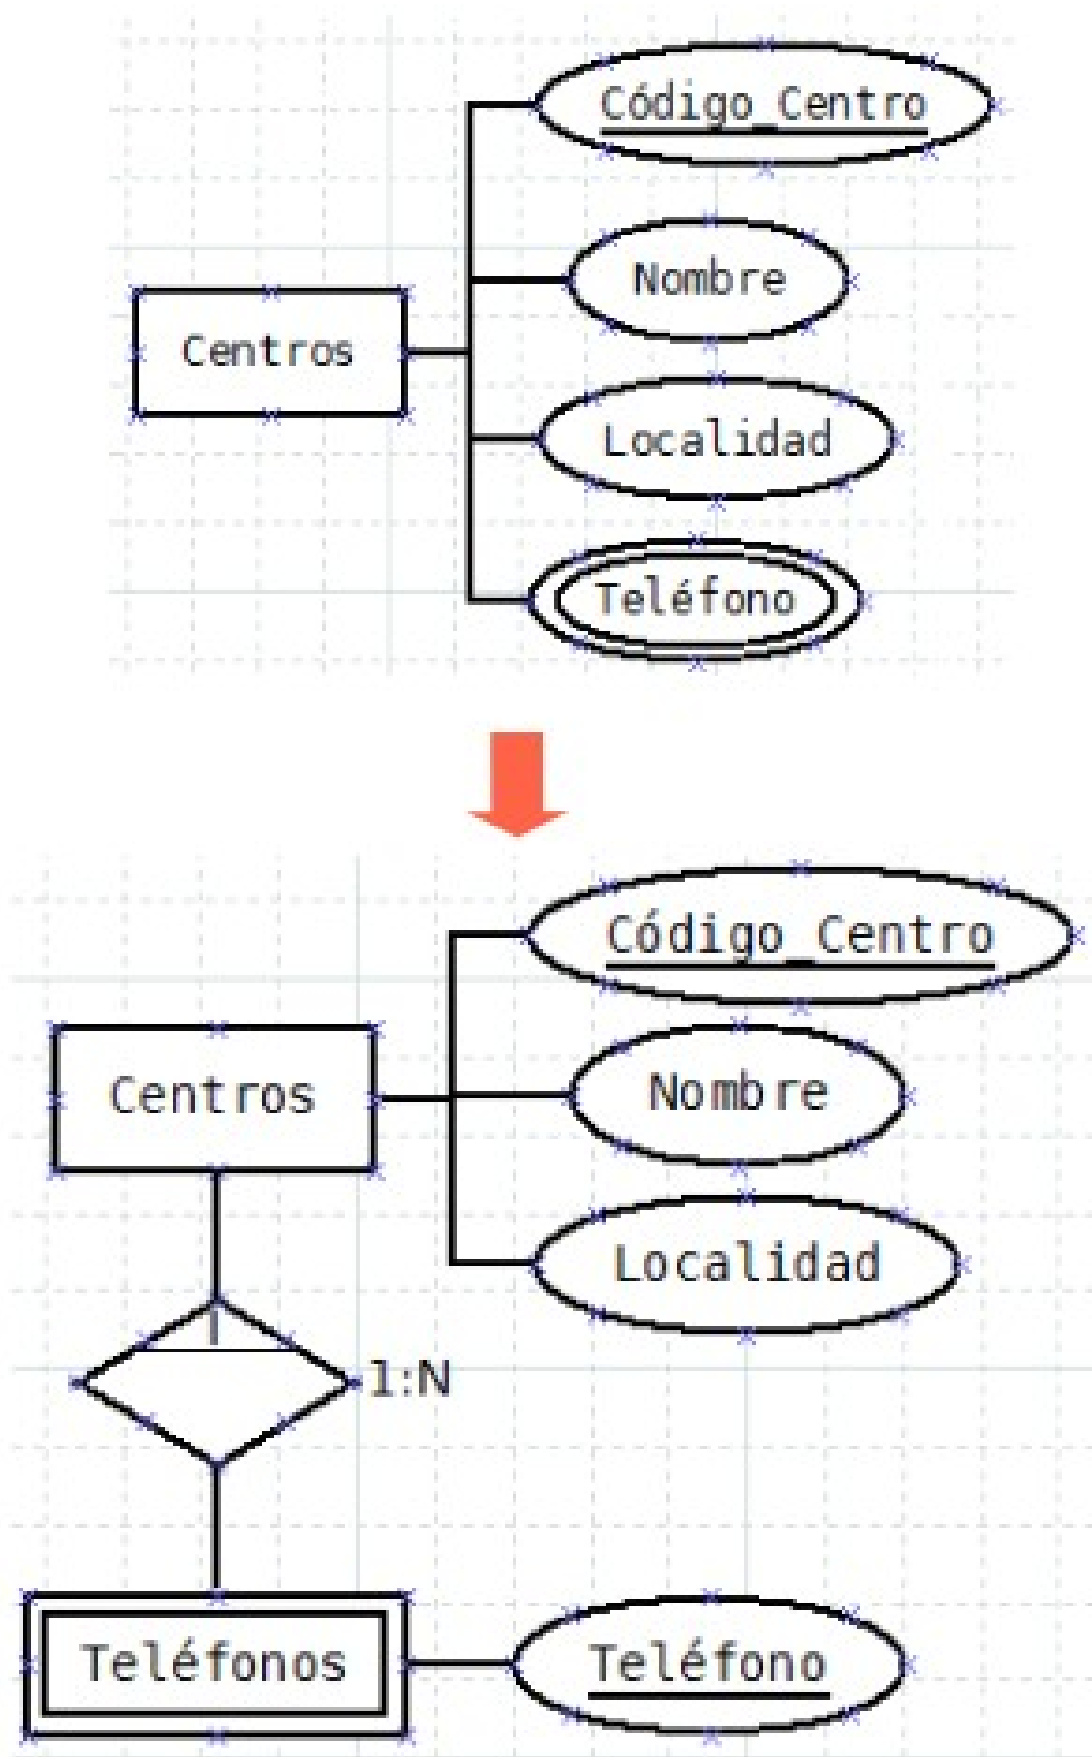 Código_Centro
Nombre
Centros
Localidad
Teléfono
Código_Centro
Centros
Nombre
Localidad
I
1:N
Teléfonos
Teléfono